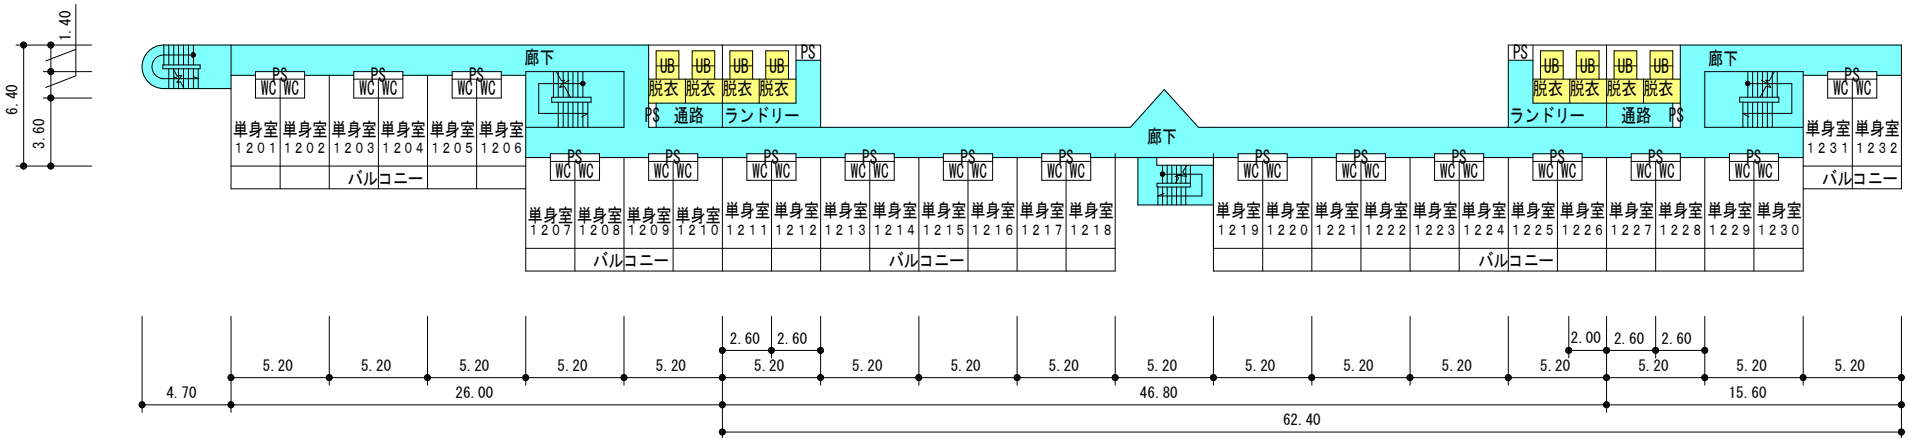 1.40
6.40
3.60
廊下
PS
PS
廊下
UB UB UB UB
UB UB UB UB
PS PS PS
PS
WC WC WC WC WC WC
WC WC
脱衣 脱衣 脱衣 脱衣
脱衣 脱衣 脱衣 脱衣
PS 通路 ランドリー
ランドリー 通路 PS
廊下
単身室 単身室 単身室 単身室 単身室 単身室
1201 1202 1203 1204 1205 1206
単身室 単身室
1231 1232
バルコニー
バルコニー
PS PS PS PS PS PS
PS PS PS PS PS PS
WC WC WC WC WC WC WC WC WC WC WC WC
WC WC WC WC WC WC WC WC WC WC WC WC
単身室 単身室 単身室 単身室 単身室 単身室 単身室 単身室 単身室 単身室 単身室 単身室
1207 1208 1209 1210 1211 1212 1213 1214 1215 1216 1217 1218
単身室 単身室 単身室 単身室 単身室 単身室 単身室 単身室 単身室 単身室 単身室 単身室
1219 1220 1221 1222 1223 1224 1225 1226 1227 1228 1229 1230
バルコニー バルコニー バルコニー
2.60 2.60 2.00 2.60 2.60
5.20 5.20 5.20 5.20 5.20 5.20 5.20 5.20 5.20 5.20 5.20 5.20 5.20 5.20 5.20 5.20 5.20
4.70 26.00 46.80 15.60
62.40